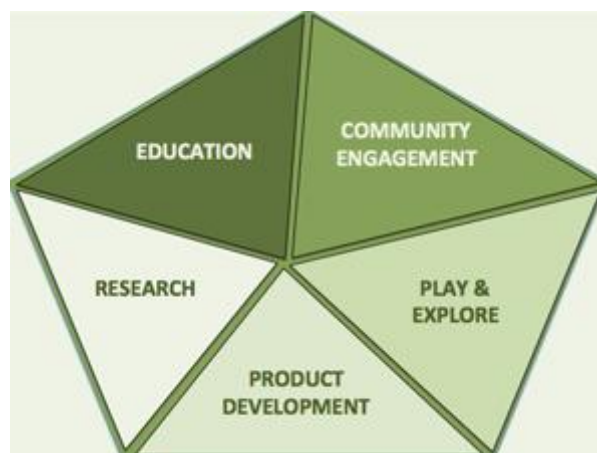 EDUCATION
COMMUNITY
ENGAGEMENT
RESEARCH
PLAY &
EXPLORE
PRODUCT
DEVELOPMENT